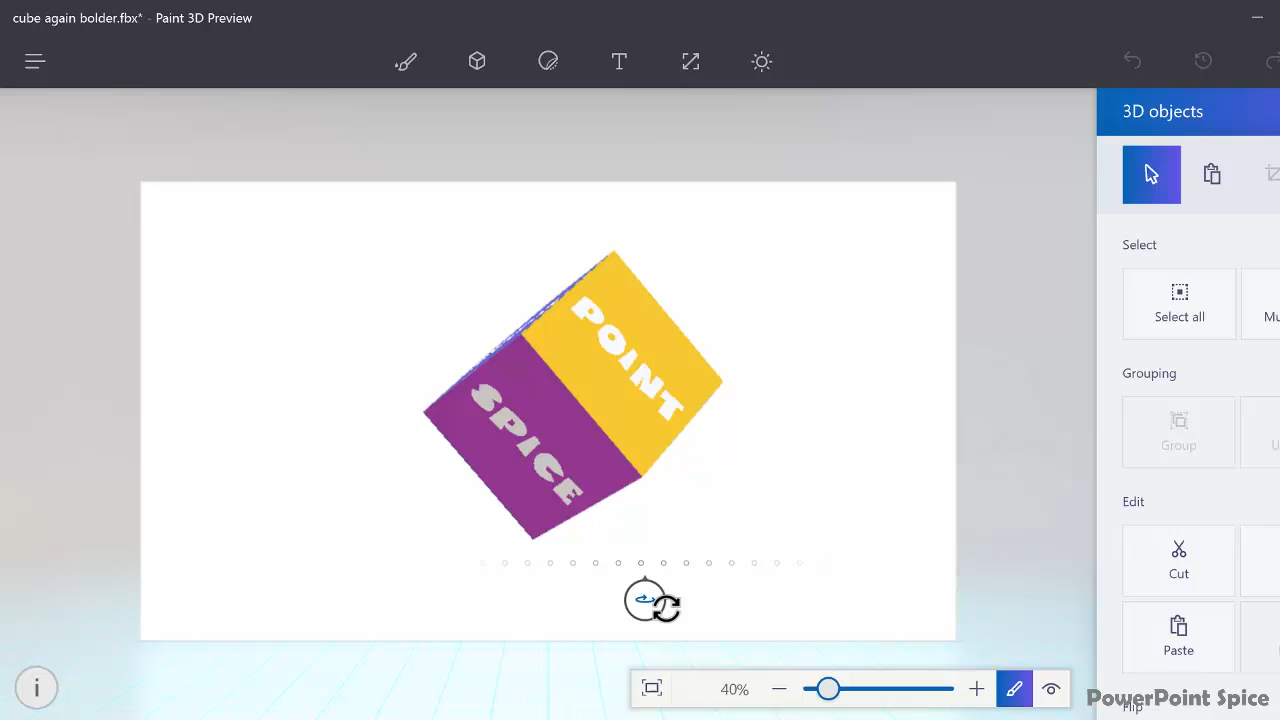 cube again bolder.fbx* - Paint 3D Preview
3D objects
Select
Select all
Grouping
Group
Edit
Cut
Paste
POINT
SPICE
40%
PowerPoint Spice
Flip